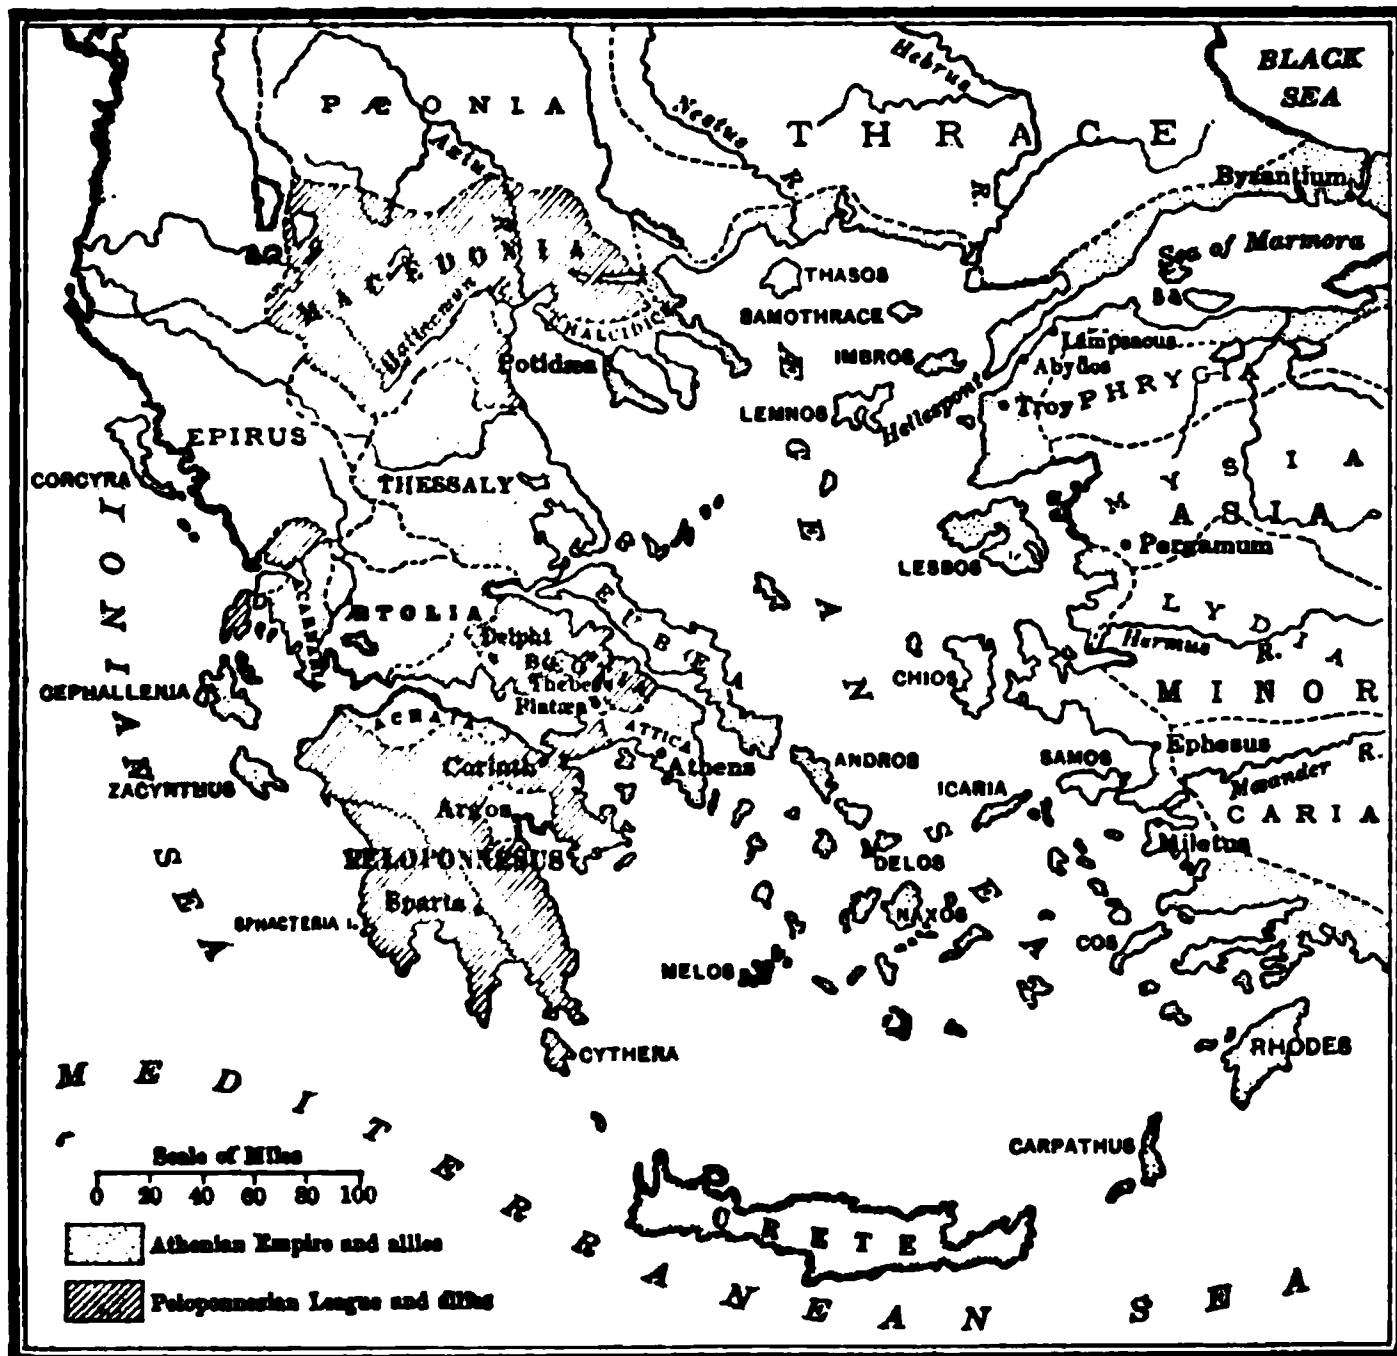 BLACK
SEA
PÆONIA
Hebrus
R.
THRACE
Nestus
R.
Byzantium
Sea of Marmora
MACEDONIA
THASOS
SAMOTHRACE
CHALCIDICE
Lampsacus
Potidæa
IMBROS
Abydos
LEMNOS
Hellespont
Troy
PHRYGIA
EPIRUS
CORCYRA
THESSALY
MYSIA
ASIA
Pergamum
LESBOS
IONIAN SEA
ÆGEAN SEA
ÆTOLIA
EUBŒA
LYDIA
Delphi
Hermus
R.
CEPHALLENIA
Thebes
CHIOS
MINOR
Platæa
ACHAIA
ATTICA
Ephesus
Corinth
Athens
ANDROS
SAMOS
Mæander
R.
ZACYNTHUS
ICARIA
CARIA
Argos
Miletus
PELOPONNESUS
DELOS
Sparta
SPHACTERIA I.
NAXOS
COS
MELOS
CYTHERA
RHODES
MEDITERRANEAN SEA
CARPATHUS
CRETE
Scale of Miles
0 20 40 60 80 100
Athenian Empire and allies
Peloponnesian League and allies